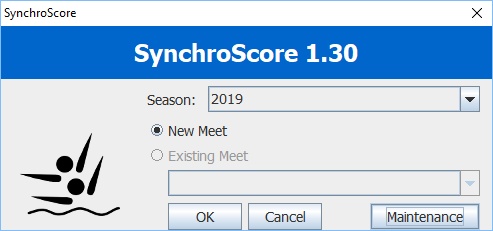 SynchroScore
SynchroScore 1.30
Season: 2019
New Meet
Existing Meet
OK Cancel Maintenance